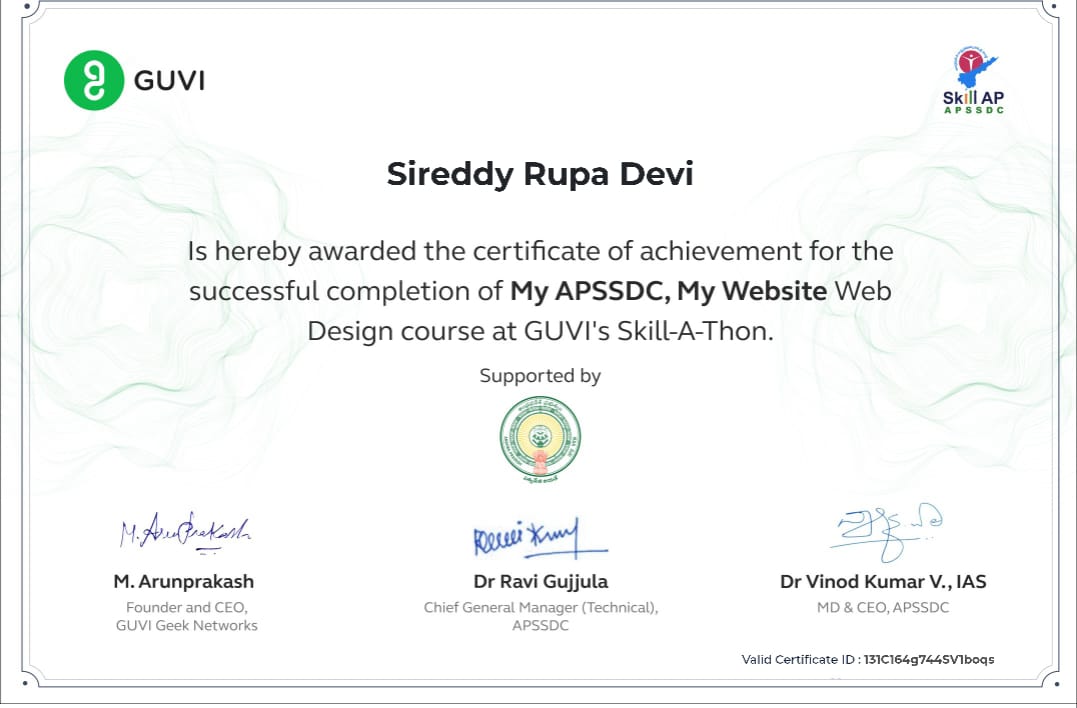 GUVI
Skill AP
APSSDC
Sireddy Rupa Devi
Is hereby awarded the certificate of achievement for the
successful completion of My APSSDC, My Website Web
Design course at GUVI's Skill-A-Thon.
Supported by
M. Arunprakash
M. Arunprakash
Founder and CEO,
GUVI Geek Networks
Dr Ravi Gujjula
Chief General Manager (Technical),
APSSDC
Dr Vinod Kumar V., IAS
MD & CEO, APSSDC
Valid Certificate ID : 131C164g744SV1boqs